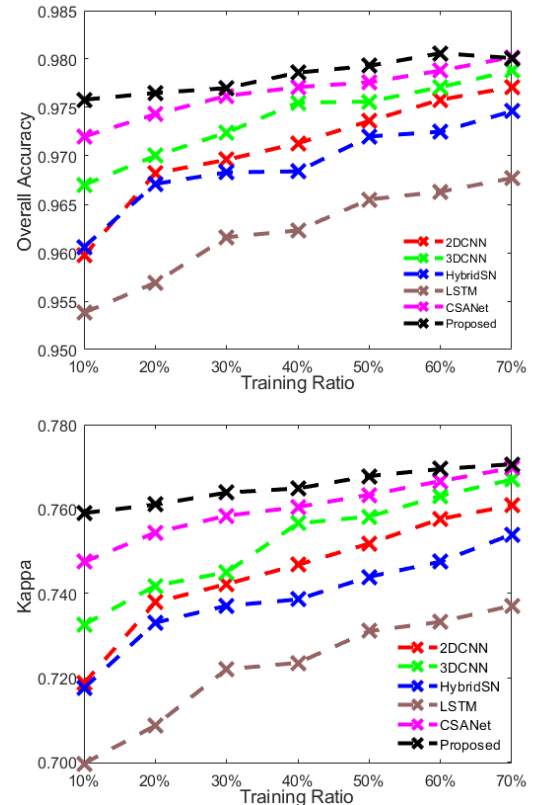 0.985
0.980
0.975
0.970
0.965
0.960
0.955
0.950
Overall Accuracy
2DCNN
3DCNN
HybridSN
LSTM
CSANet
Proposed
10% 20% 30% 40% 50% 60% 70%
Training Ratio
0.780
0.760
0.740
0.720
0.700
Kappa
2DCNN
3DCNN
HybridSN
LSTM
CSANet
Proposed
10% 20% 30% 40% 50% 60% 70%
Training Ratio